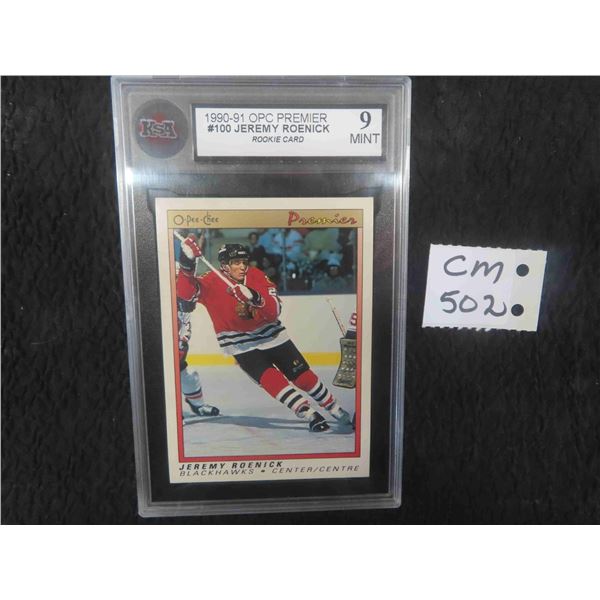 KSA
1990-91 OPC PREMIER
#100 JEREMY ROENICK
ROOKIE CARD
9
MINT
O-Pee-Chee
Premier
JEREMY ROENICK
BLACKHAWKS • CENTER/CENTRE
CM
502